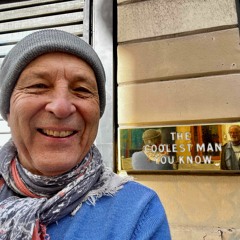 THE
COOLEST MAN
YOU KNOW